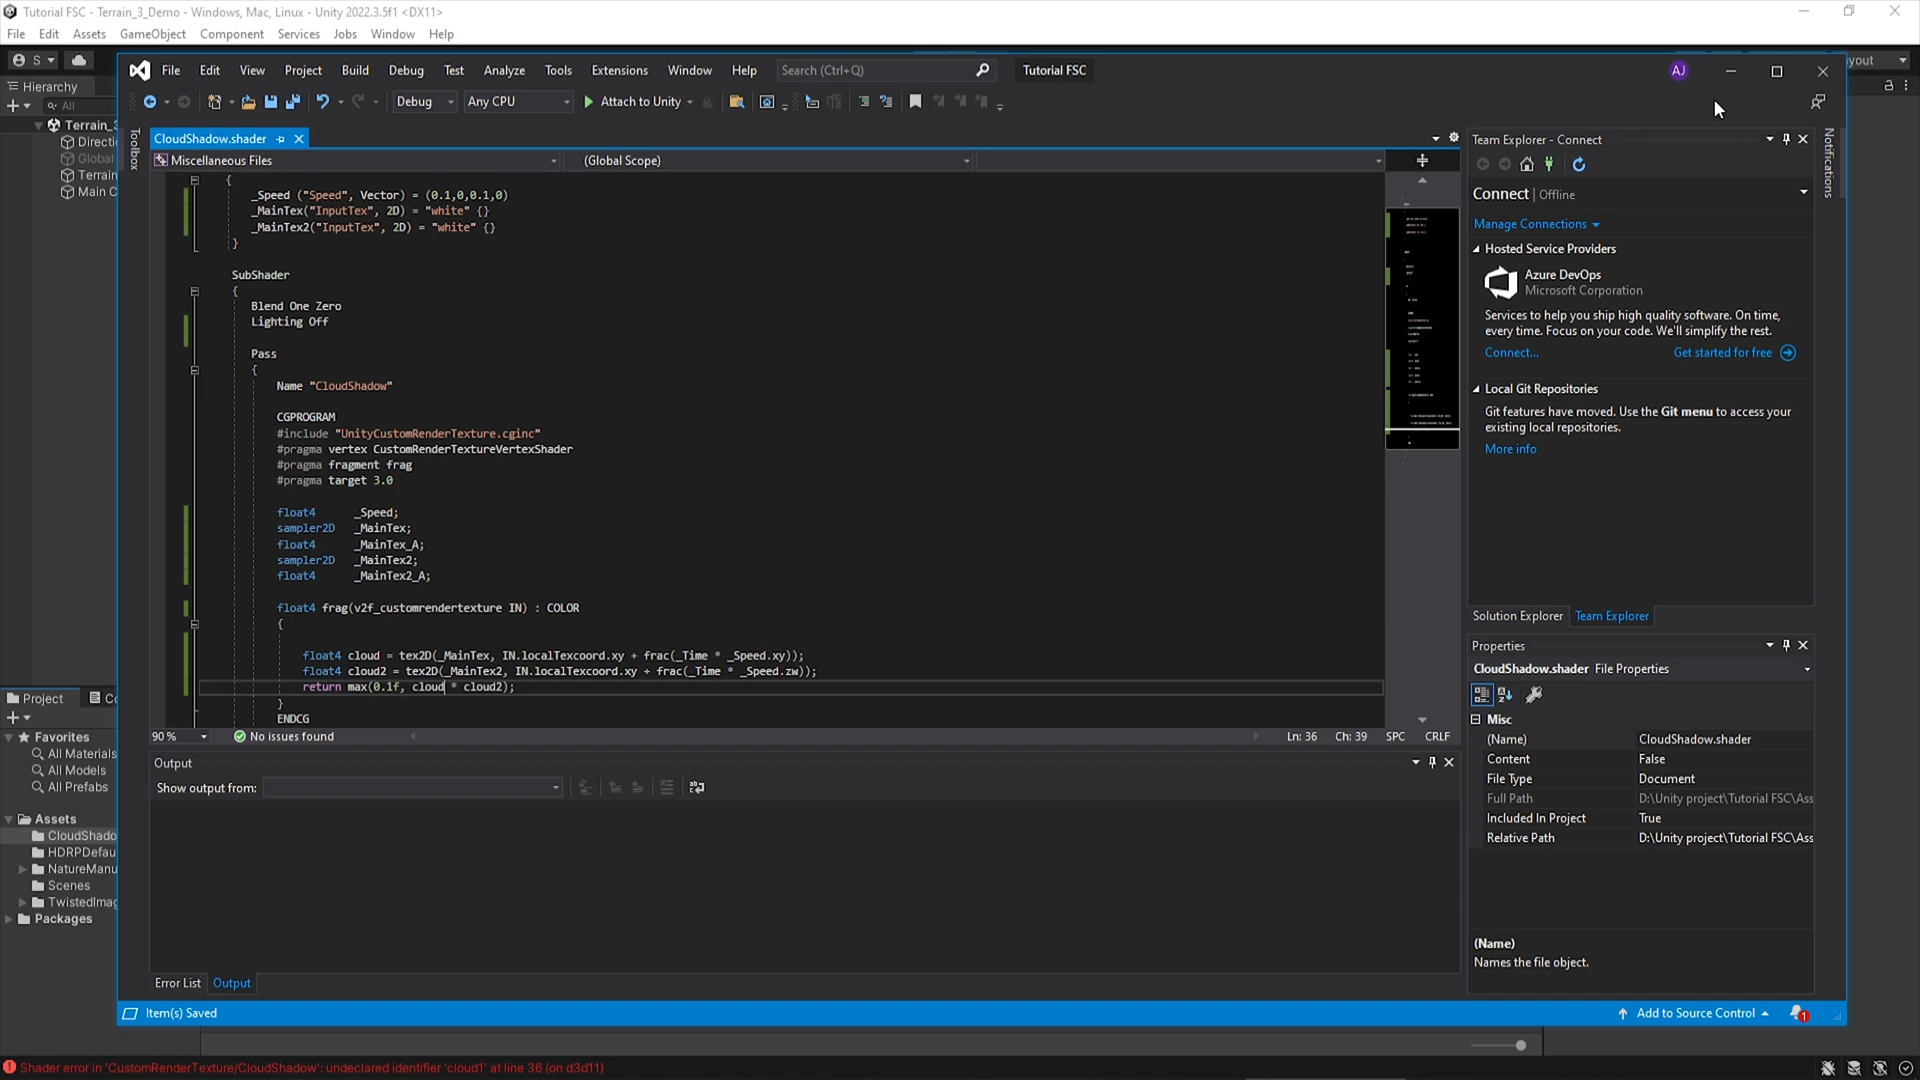 Tutorial FSC - Terrain_3_Demo - Windows, Mac, Linux - Unity 2022.3.5f1 <DX11>
File Edit Assets GameObject Component Services Jobs Window Help
S
yout
File Edit View Project Build Debug Test Analyze Tools Extensions Window Help Search (Ctrl+Q) Tutorial FSC AJ
Debug Any CPU Attach to Unity
Hierarchy
All
Terrain_3
Directi
Global
Terrain
Main C
Toolbox
CloudShadow.shader
Miscellaneous Files (Global Scope)
{
_Speed ("Speed", Vector) = (0.1,0,0.1,0)
_MainTex("InputTex", 2D) = "white" {}
_MainTex2("InputTex", 2D) = "white" {}
}
SubShader
{
Blend One Zero
Lighting Off
Pass
{
Name "CloudShadow"
CGPROGRAM
#include "UnityCustomRenderTexture.cginc"
#pragma vertex CustomRenderTextureVertexShader
#pragma fragment frag
#pragma target 3.0
float4 _Speed;
sampler2D _MainTex;
float4 _MainTex_A;
sampler2D _MainTex2;
float4 _MainTex2_A;
float4 frag(v2f_customrendertexture IN) : COLOR
{
float4 cloud = tex2D(_MainTex, IN.localTexcoord.xy + frac(_Time * _Speed.xy));
float4 cloud2 = tex2D(_MainTex2, IN.localTexcoord.xy + frac(_Time * _Speed.zw));
return max(0.1f, cloud * cloud2);
}
ENDCG
90 % No issues found Ln: 36 Ch: 39 SPC CRLF
Output
Show output from:
Error List Output
Item(s) Saved
Add to Source Control 1
Team Explorer - Connect
Notifications
Connect | Offline
Manage Connections
Hosted Service Providers
Azure DevOps
Microsoft Corporation
Services to help you ship high quality software. On time,
every time. Focus on your code. We'll simplify the rest.
Connect... Get started for free
Local Git Repositories
Git features have moved. Use the Git menu to access your
existing local repositories.
More info
Solution Explorer Team Explorer
Properties
CloudShadow.shader File Properties
Misc
(Name) CloudShadow.shader
Content False
File Type Document
Full Path D:\Unity project\Tutorial FSC\Ass
Included In Project True
Relative Path D:\Unity project\Tutorial FSC\Ass
(Name)
Names the file object.
Project Co
Favorites
All Materials
All Models
All Prefabs
Assets
CloudShado
HDRPDefau
NatureManu
Scenes
TwistedImag
Packages
Shader error in 'CustomRenderTexture/CloudShadow': undeclared identifier 'cloud1' at line 36 (on d3d11)